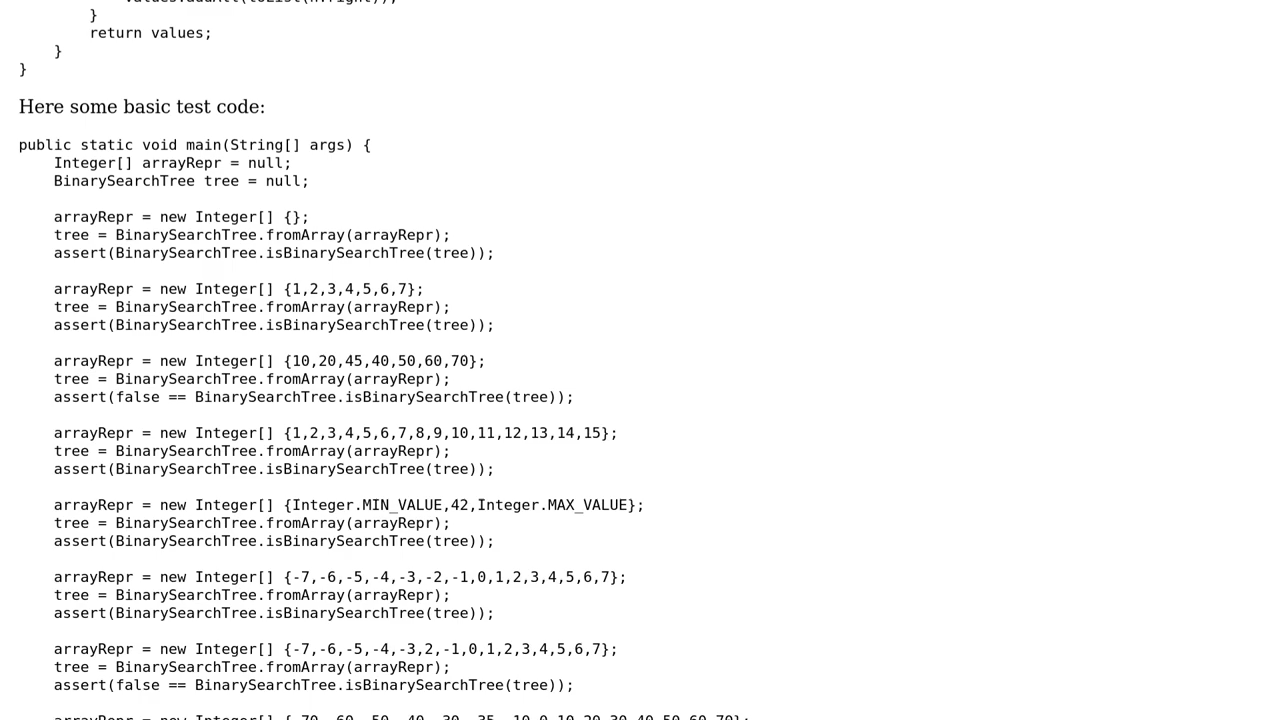 values.addAll(toList(n.right));
        }
        return values;
    }
}
Here some basic test code:
public static void main(String[] args) {
    Integer[] arrayRepr = null;
    BinarySearchTree tree = null;
    arrayRepr = new Integer[] {};
    tree = BinarySearchTree.fromArray(arrayRepr);
    assert(BinarySearchTree.isBinarySearchTree(tree));
    arrayRepr = new Integer[] {1,2,3,4,5,6,7};
    tree = BinarySearchTree.fromArray(arrayRepr);
    assert(BinarySearchTree.isBinarySearchTree(tree));
    arrayRepr = new Integer[] {10,20,45,40,50,60,70};
    tree = BinarySearchTree.fromArray(arrayRepr);
    assert(false == BinarySearchTree.isBinarySearchTree(tree));
    arrayRepr = new Integer[] {1,2,3,4,5,6,7,8,9,10,11,12,13,14,15};
    tree = BinarySearchTree.fromArray(arrayRepr);
    assert(BinarySearchTree.isBinarySearchTree(tree));
    arrayRepr = new Integer[] {Integer.MIN_VALUE,42,Integer.MAX_VALUE};
    tree = BinarySearchTree.fromArray(arrayRepr);
    assert(BinarySearchTree.isBinarySearchTree(tree));
    arrayRepr = new Integer[] {-7,-6,-5,-4,-3,-2,-1,0,1,2,3,4,5,6,7};
    tree = BinarySearchTree.fromArray(arrayRepr);
    assert(BinarySearchTree.isBinarySearchTree(tree));
    arrayRepr = new Integer[] {-7,-6,-5,-4,-3,2,-1,0,1,2,3,4,5,6,7};
    tree = BinarySearchTree.fromArray(arrayRepr);
    assert(false == BinarySearchTree.isBinarySearchTree(tree));
    arrayRepr = new Integer[]